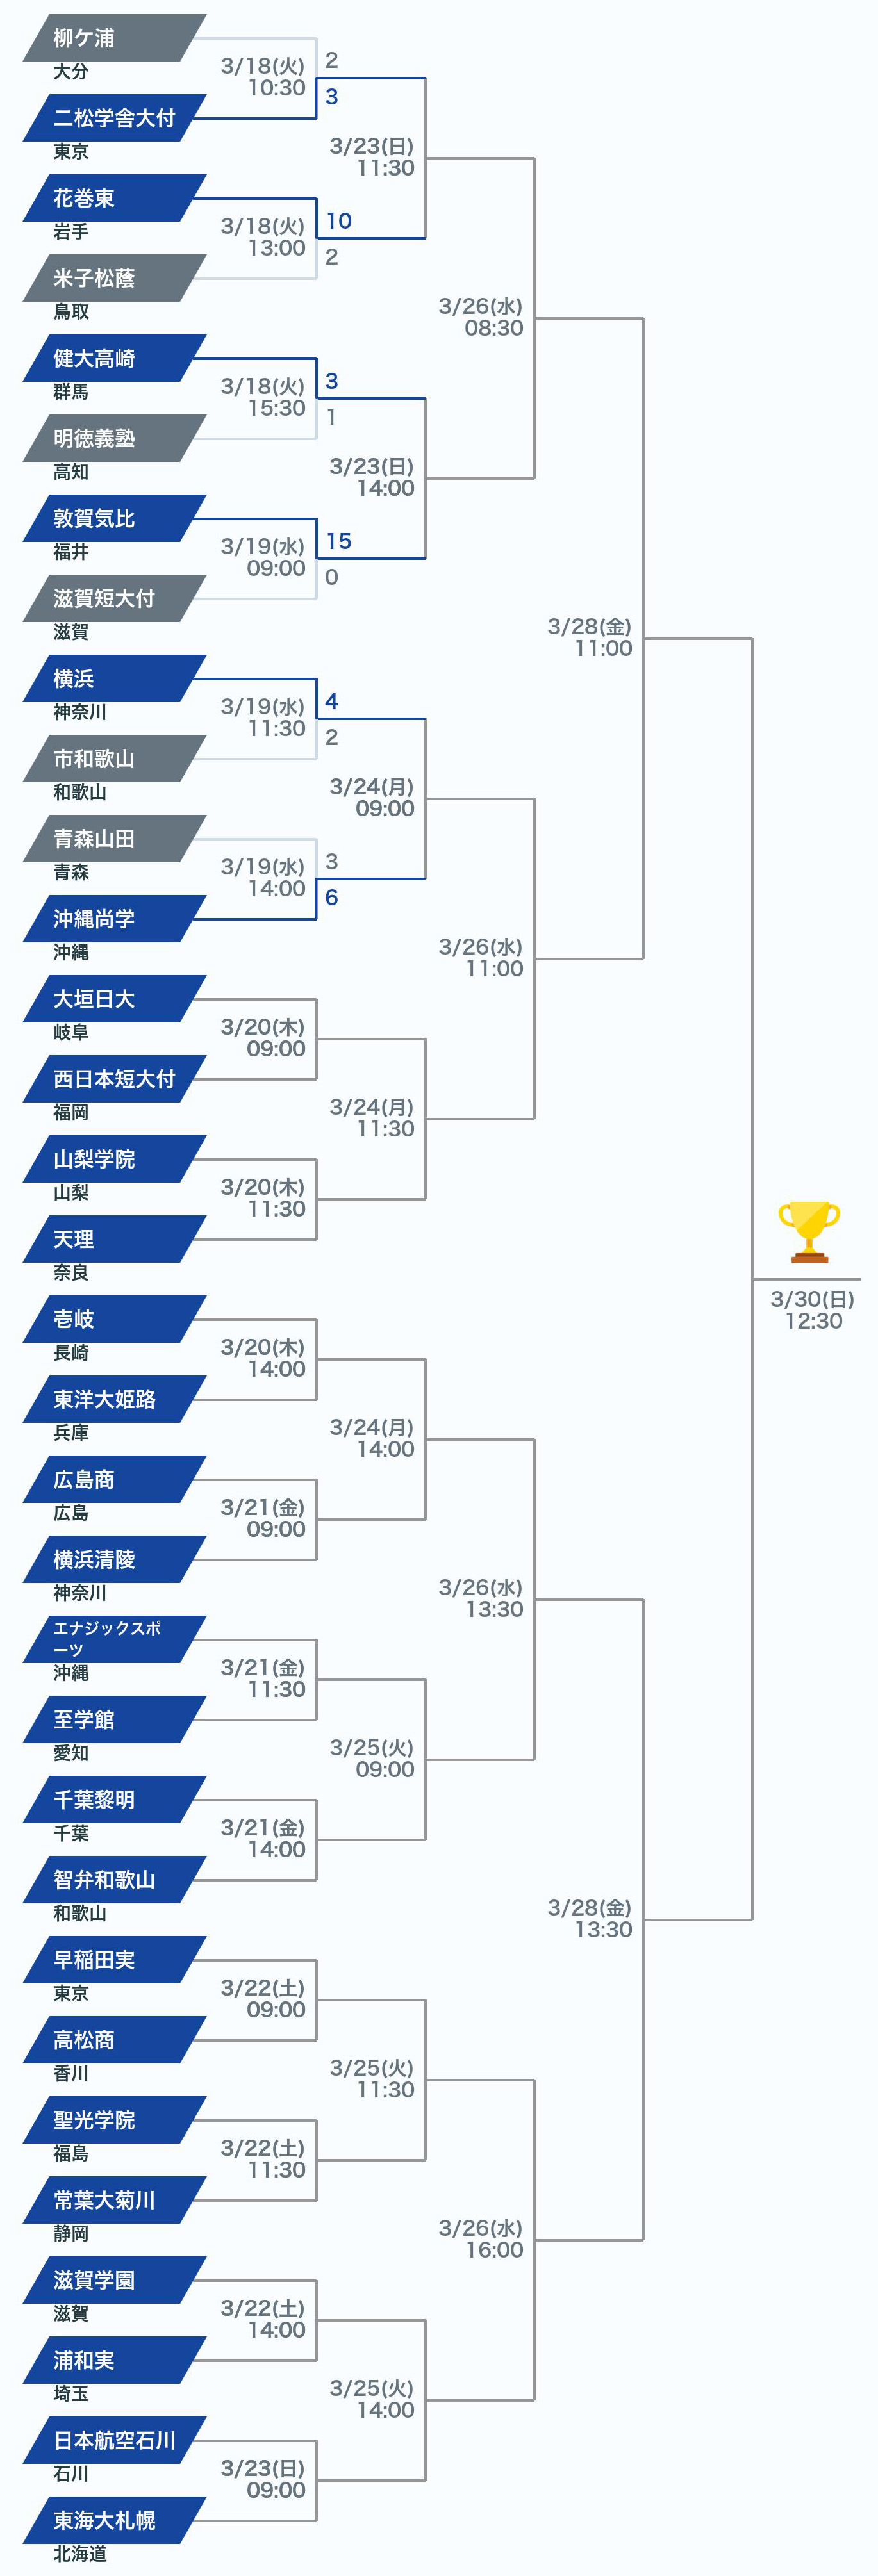 柳ケ浦
大分
3/18(火)
10:30
2
3
二松学舎大付
東京
3/23(日)
11:30
花巻東
岩手
3/18(火)
13:00
10
2
米子松蔭
鳥取
3/26(水)
08:30
健大高崎
群馬
3/18(火)
15:30
3
1
明徳義塾
高知
3/23(日)
14:00
敦賀気比
福井
3/19(水)
09:00
15
0
滋賀短大付
滋賀
3/28(金)
11:00
横浜
神奈川
3/19(水)
11:30
4
2
市和歌山
和歌山
3/24(月)
09:00
青森山田
青森
3/19(水)
14:00
3
6
沖縄尚学
沖縄
3/26(水)
11:00
大垣日大
岐阜
3/20(木)
09:00
西日本短大付
福岡
3/24(月)
11:30
山梨学院
山梨
3/20(木)
11:30
天理
奈良
3/30(日)
12:30
壱岐
長崎
3/20(木)
14:00
東洋大姫路
兵庫
3/24(月)
14:00
広島商
広島
3/21(金)
09:00
横浜清陵
神奈川
3/26(水)
13:30
エナジックスポ
ーツ
沖縄
3/21(金)
11:30
至学館
愛知
3/25(火)
09:00
千葉黎明
千葉
3/21(金)
14:00
智弁和歌山
和歌山
3/28(金)
13:30
早稲田実
東京
3/22(土)
09:00
高松商
香川
3/25(火)
11:30
聖光学院
福島
3/22(土)
11:30
常葉大菊川
静岡
3/26(水)
16:00
滋賀学園
滋賀
3/22(土)
14:00
浦和実
埼玉
3/25(火)
14:00
日本航空石川
石川
3/23(日)
09:00
東海大札幌
北海道